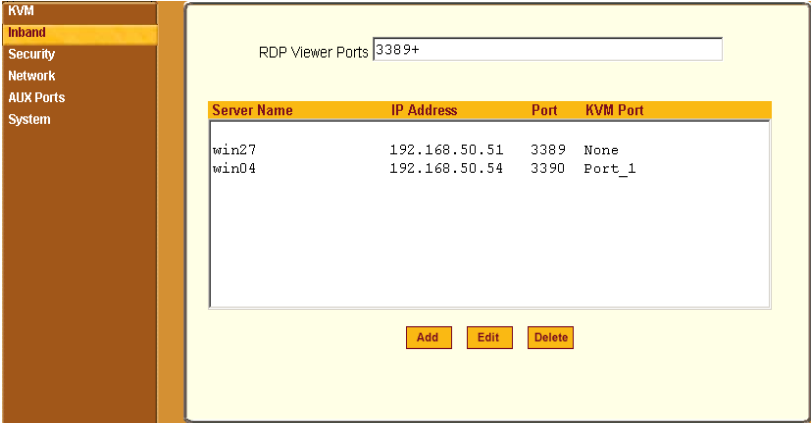 KVM
Inband
Security
Network
AUX Ports
System
RDP Viewer Ports 3389+
Server Name IP Address Port KVM Port
win27 192.168.50.51 3389 None
win04 192.168.50.54 3390 Port_1
Add Edit Delete